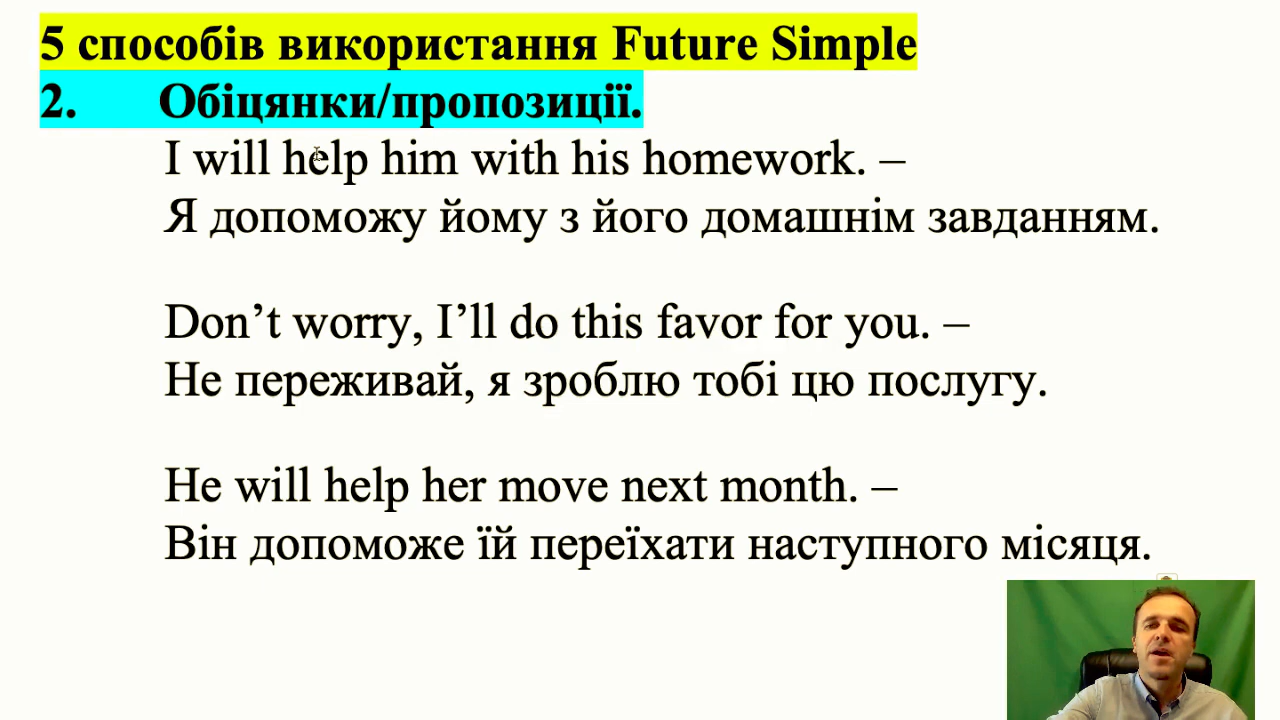 5 способів використання Future Simple
2. Обіцянки/пропозиції.
I will help him with his homework. –
Я допоможу йому з його домашнім завданням.
Don’t worry, I’ll do this favor for you. –
Не переживай, я зроблю тобі цю послугу.
He will help her move next month. –
Він допоможе їй переїхати наступного місяця.